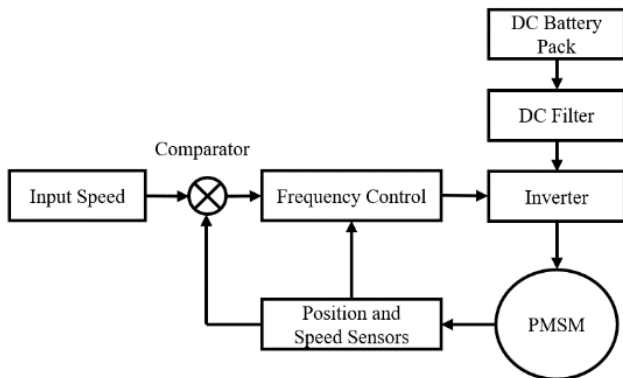 DC Battery
Pack
DC Filter
Comparator
Input Speed
Frequency Control
Inverter
Position and
Speed Sensors
PMSM